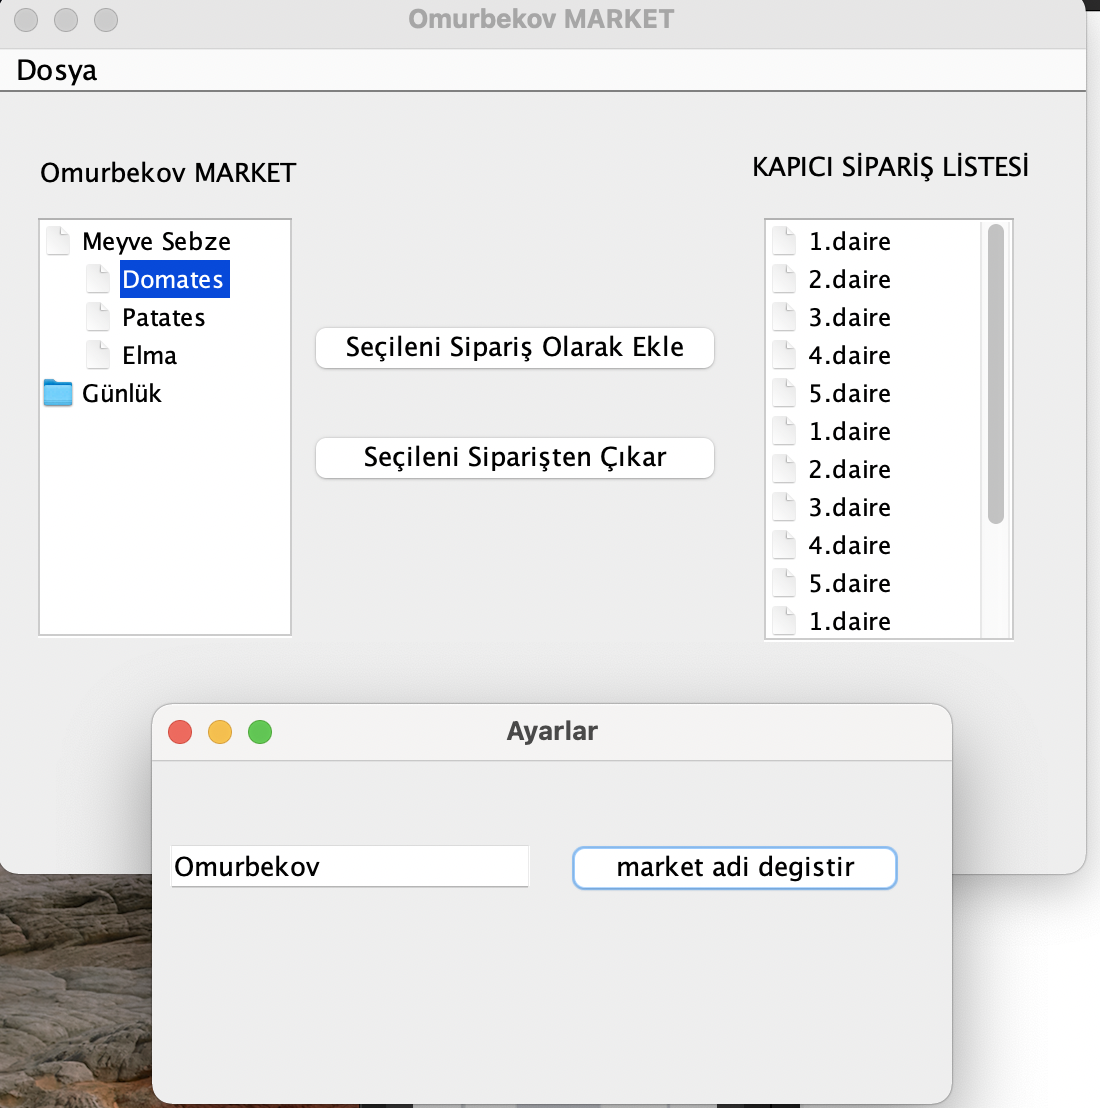 Omurbekov MARKET
Dosya
Omurbekov MARKET
KAPICI SİPARİŞ LİSTESİ
Meyve Sebze
Domates
Patates
Elma
Günlük
Seçileni Sipariş Olarak Ekle
Seçileni Siparişten Çıkar
1.daire
2.daire
3.daire
4.daire
5.daire
1.daire
2.daire
3.daire
4.daire
5.daire
1.daire
Ayarlar
Omurbekov
market adi degistir